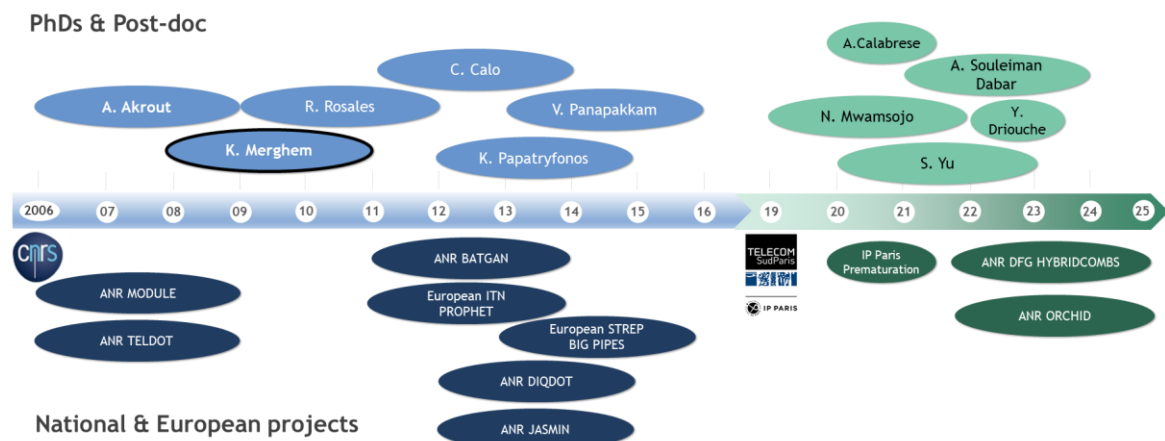 PhDs & Post-doc
A.Calabrese
C. Calo
A. Souleiman
Dabar
A. Akrout
R. Rosales
V. Panapakkam
N. Mwamsojo
Y.
Driouche
K. Merghem
K. Papatryfonos
S. Yu
2006 07 08 09 10 11 12 13 14 15 16 19 20 21 22 23 24 25
cnrs
TELECOM
SudParis
IP PARIS
ANR BATGAN
IP Paris
Prematuration
ANR DFG HYBRIDCOMBS
ANR MODULE
European ITN
PROPHET
ANR ORCHID
ANR TELDOT
European STREP
BIG PIPES
ANR DIQDOT
ANR JASMIN
National & European projects